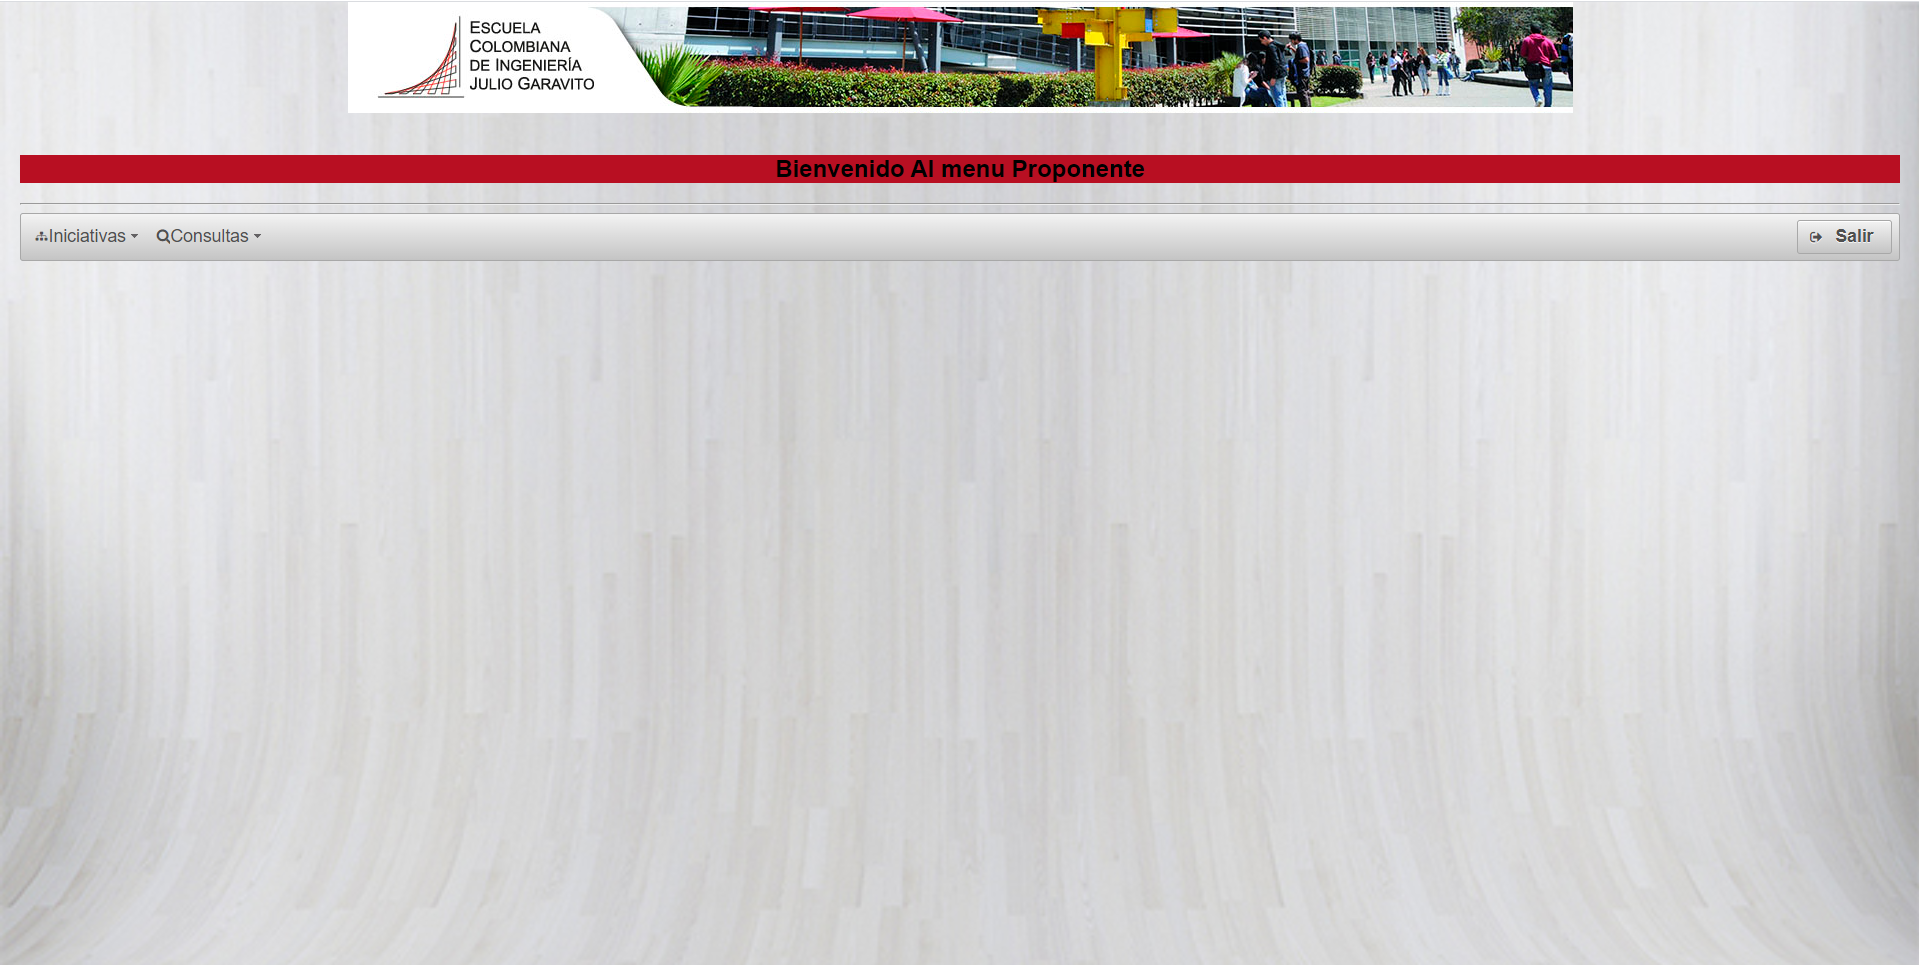 ESCUELA
COLOMBIANA
DE INGENIERÍA
JULIO GARAVITO
Bienvenido Al menu Proponente
Iniciativas
Consultas
Salir